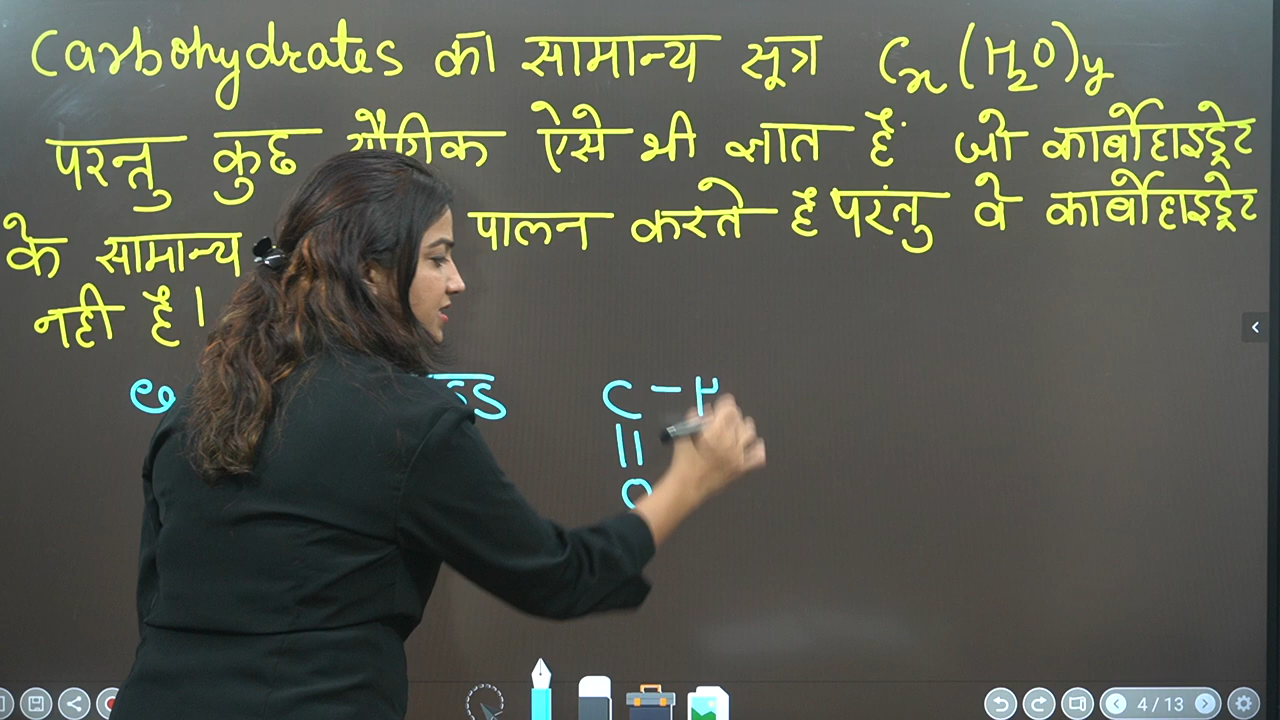 Carbohydrates का सामान्य सूत्र Cx(H2O)y
परन्तु कुछ यौगिक ऐसे भी ज्ञात हैं जो कार्बोहाइड्रेट
के सामान्य पालन करते हैं परंतु वे कार्बोहाइड्रेट
नही है।
C - H
||
O
4 / 13